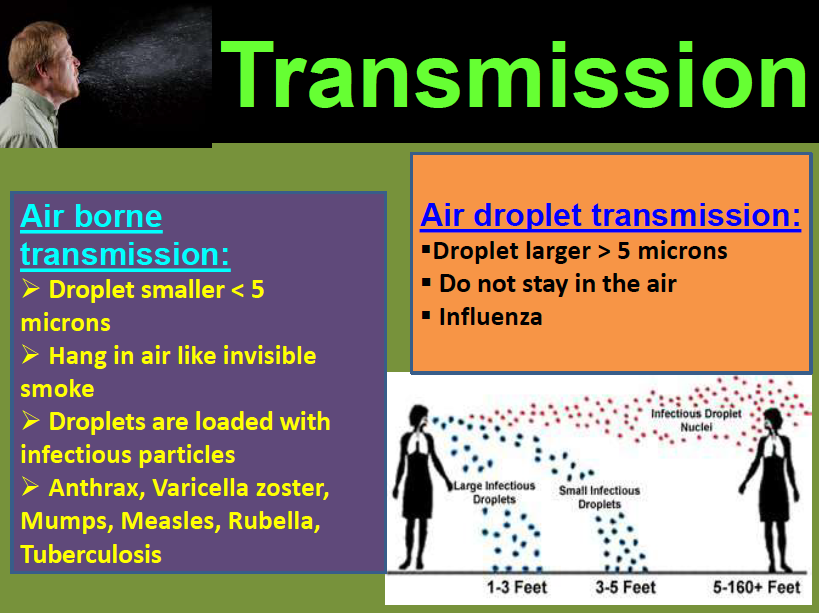 Transmission
Air borne
transmission:
➢ Droplet smaller < 5
microns
➢ Hang in air like invisible
smoke
➢ Droplets are loaded with
infectious particles
➢ Anthrax, Varicella zoster,
Mumps, Measles, Rubella,
Tuberculosis
Air droplet transmission:
▪Droplet larger > 5 microns
▪ Do not stay in the air
▪ Influenza
Infectious Droplet
Nuclei
Large Infectious
Droplets
Small Infectious
Droplets
1-3 Feet
3-5 Feet
5-160+ Feet